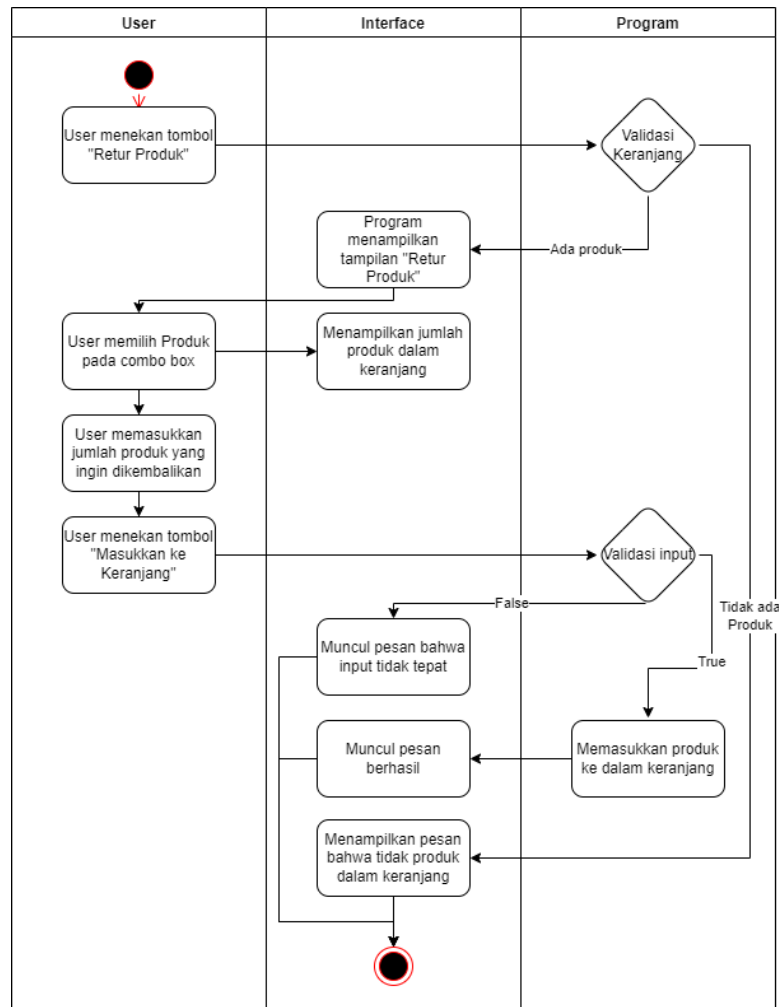 User
Interface
Program
User menekan tombol
"Retur Produk"
Validasi
Keranjang
Program
menampilkan
tampilan "Retur
Produk"
Ada produk
User memilih Produk
pada combo box
Menampilkan jumlah
produk dalam
keranjang
User memasukkan
jumlah produk yang
ingin dikembalikan
User menekan tombol
"Masukkan ke
Keranjang"
Validasi input
False
Tidak ada
Produk
Muncul pesan bahwa
input tidak tepat
True
Muncul pesan
berhasil
Memasukkan produk
ke dalam keranjang
Menampilkan pesan
bahwa tidak produk
dalam keranjang